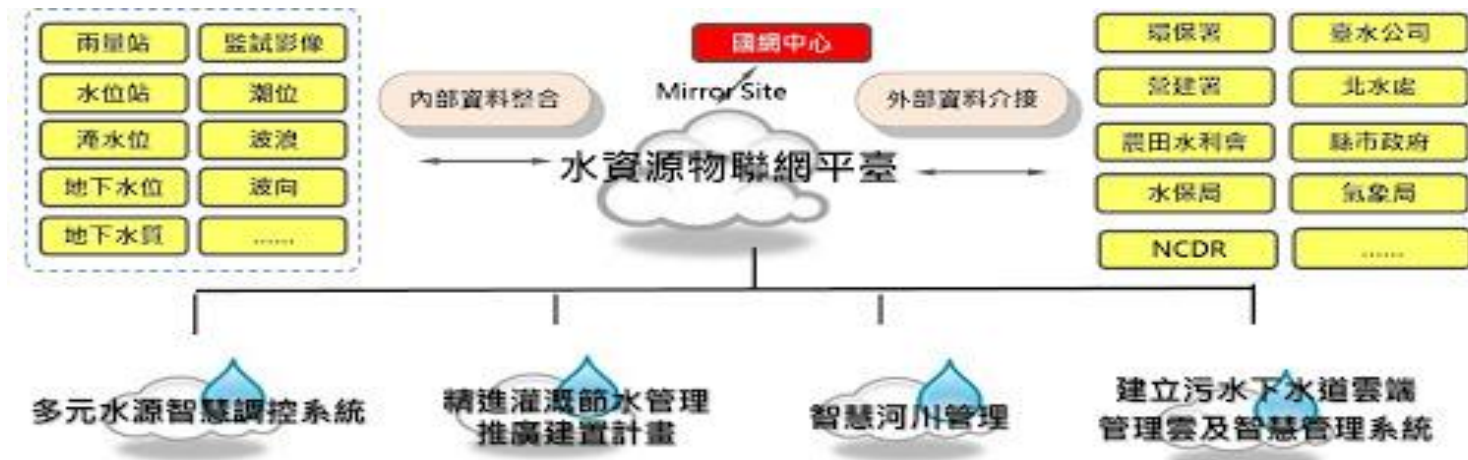 雨量站
監試影像
水位站
潮位
淹水位
波浪
地下水位
波向
地下水質
......
內部資料整合
國網中心
Mirror Site
水資源物聯網平臺
外部資料介接
環保署
臺水公司
營建署
北水處
農田水利會
縣市政府
水保局
氣象局
NCDR
......
多元水源智慧調控系統
精進灌溉節水管理
推廣建置計畫
智慧河川管理
建立污水下水道雲端
管理雲及智慧管理系統